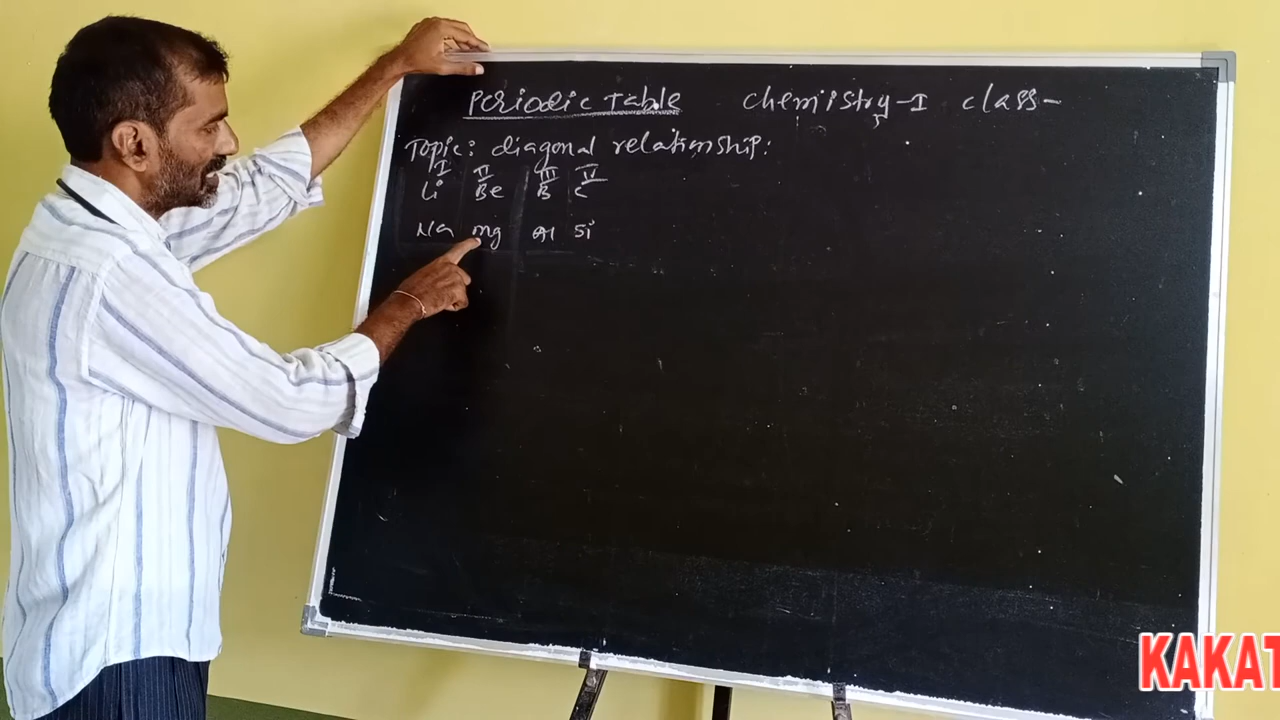 Periodic Table chemistry-I class-
Topic: diagonal relationship:
I II III IV
Li Be B C
Na mg Al Si
KAKAT